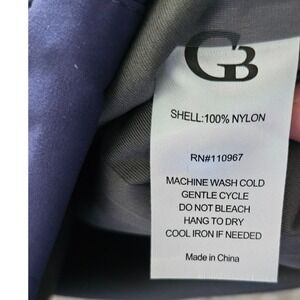 GB
SHELL:100% NYLON
RN#110967
MACHINE WASH COLD
GENTLE CYCLE
DO NOT BLEACH
HANG TO DRY
COOL IRON IF NEEDED
Made in China